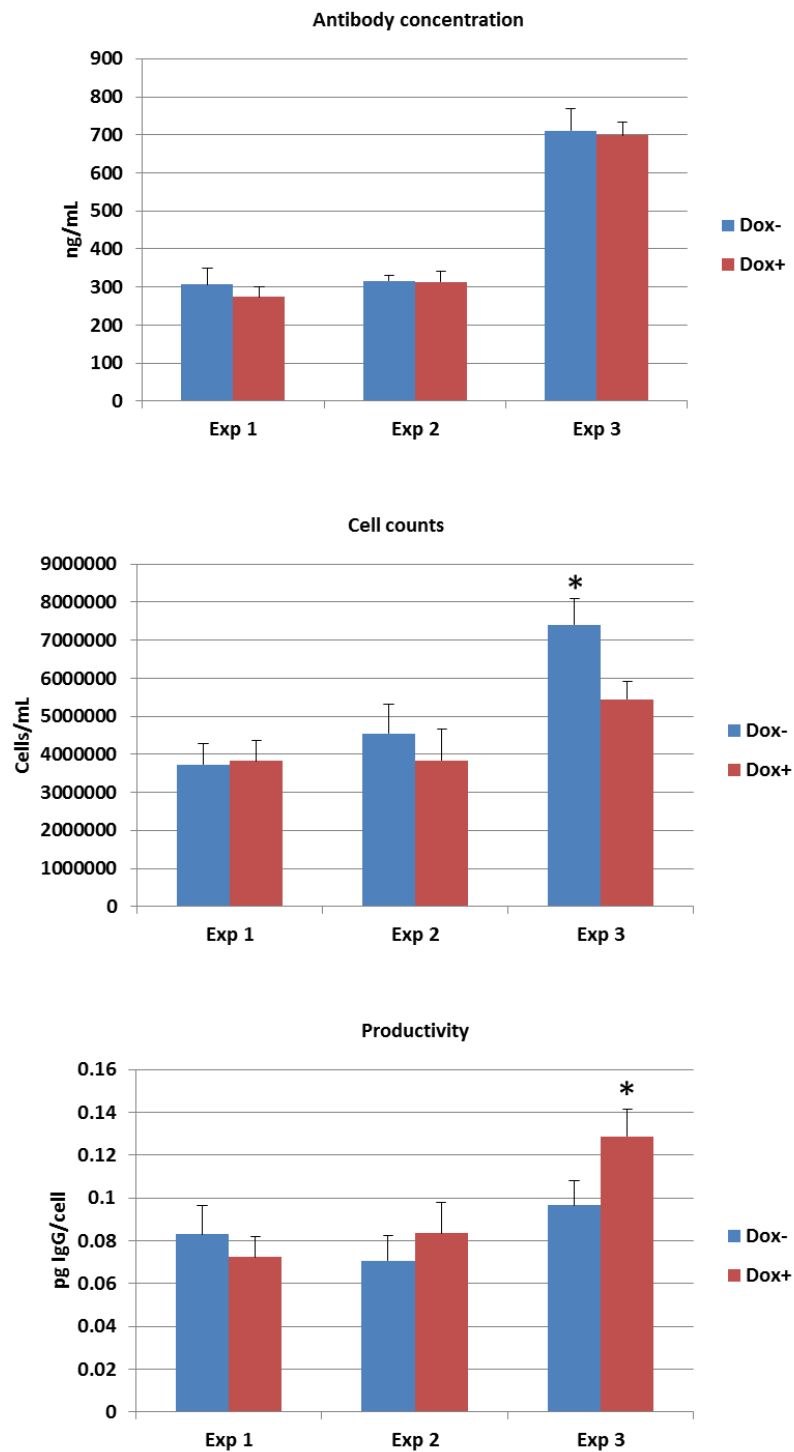 Antibody concentration
900
800
700
600
500
400
300
200
100
0
ng/mL
Exp 1 Exp 2 Exp 3
Dox-
Dox+
Cell counts
9000000
8000000
7000000
6000000
5000000
4000000
3000000
2000000
1000000
0
Cells/mL
*
Exp 1 Exp 2 Exp 3
Dox-
Dox+
Productivity
0.16
0.14
0.12
0.1
0.08
0.06
0.04
0.02
0
pg IgG/cell
*
Exp 1 Exp 2 Exp 3
Dox-
Dox+